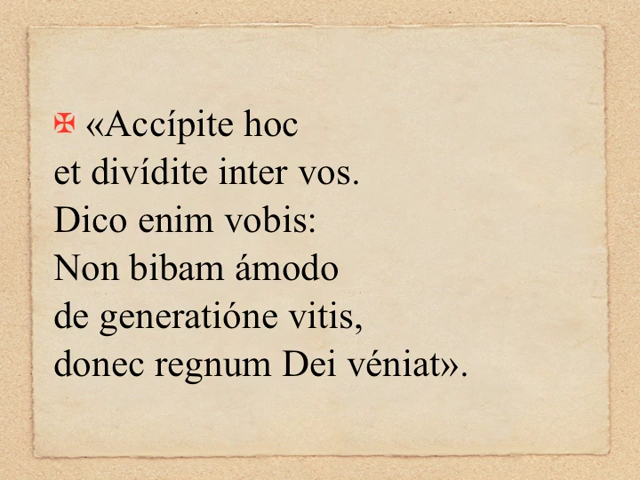 ✠ «Accípite hoc
et divídite inter vos.
Dico enim vobis:
Non bibam ámodo
de generatióne vitis,
donec regnum Dei véniat».